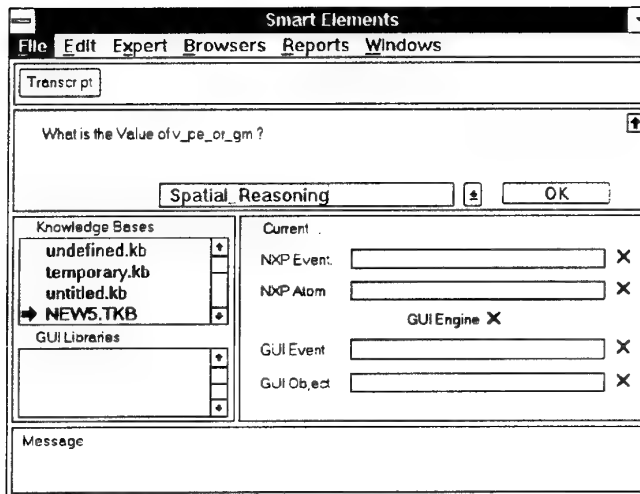 Smart Elements
File Edit Expert Browsers Reports Windows
Transcript
What is the Value of v_pe_or_gm ?
Spatial_Reasoning OK
Knowledge Bases
undefined.kb
temporary.kb
untitled.kb
NEW5.TKB
GUI Libraries
Current
NXP Event
NXP Atom
GUI Engine
GUI Event
GUI Object
Message